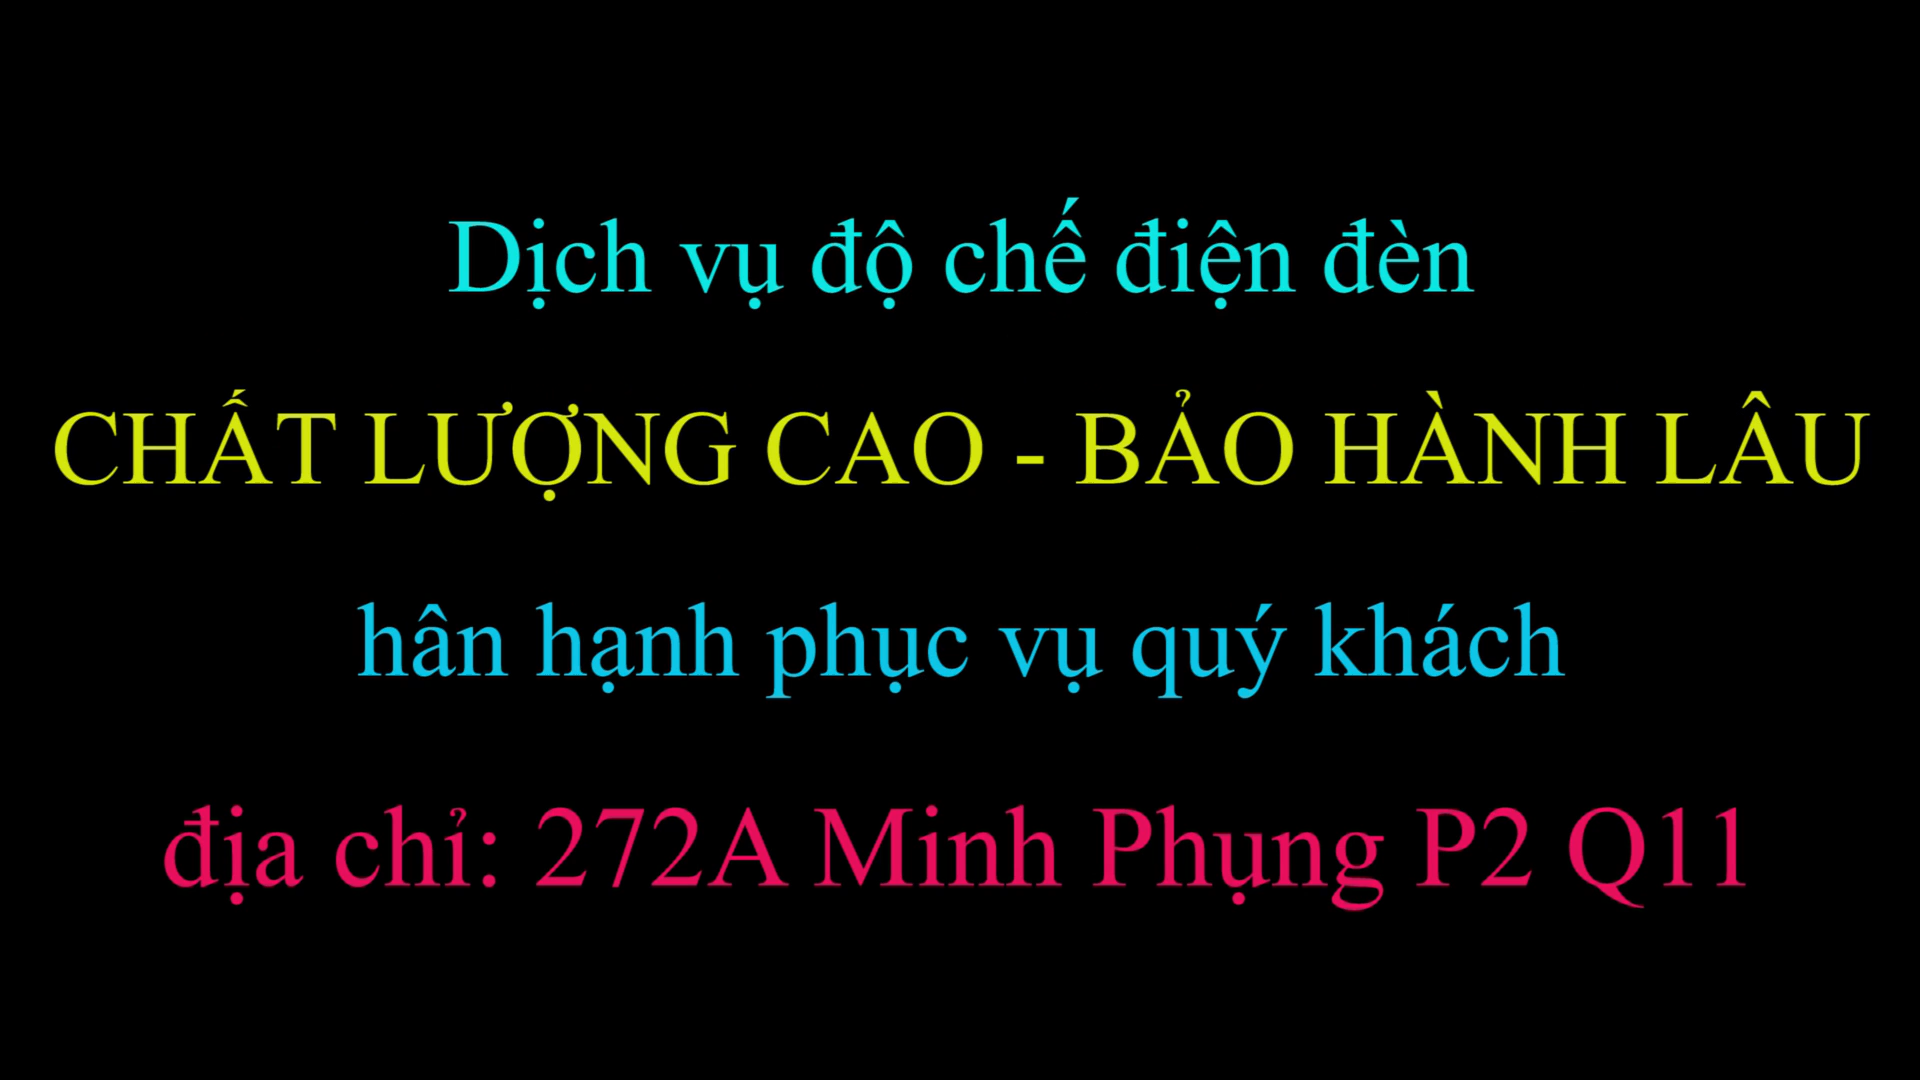 Dịch vụ độ chế điện đèn
CHẤT LƯỢNG CAO - BẢO HÀNH LÂU
hân hạnh phục vụ quý khách
địa chỉ: 272A Minh Phụng P2 Q11